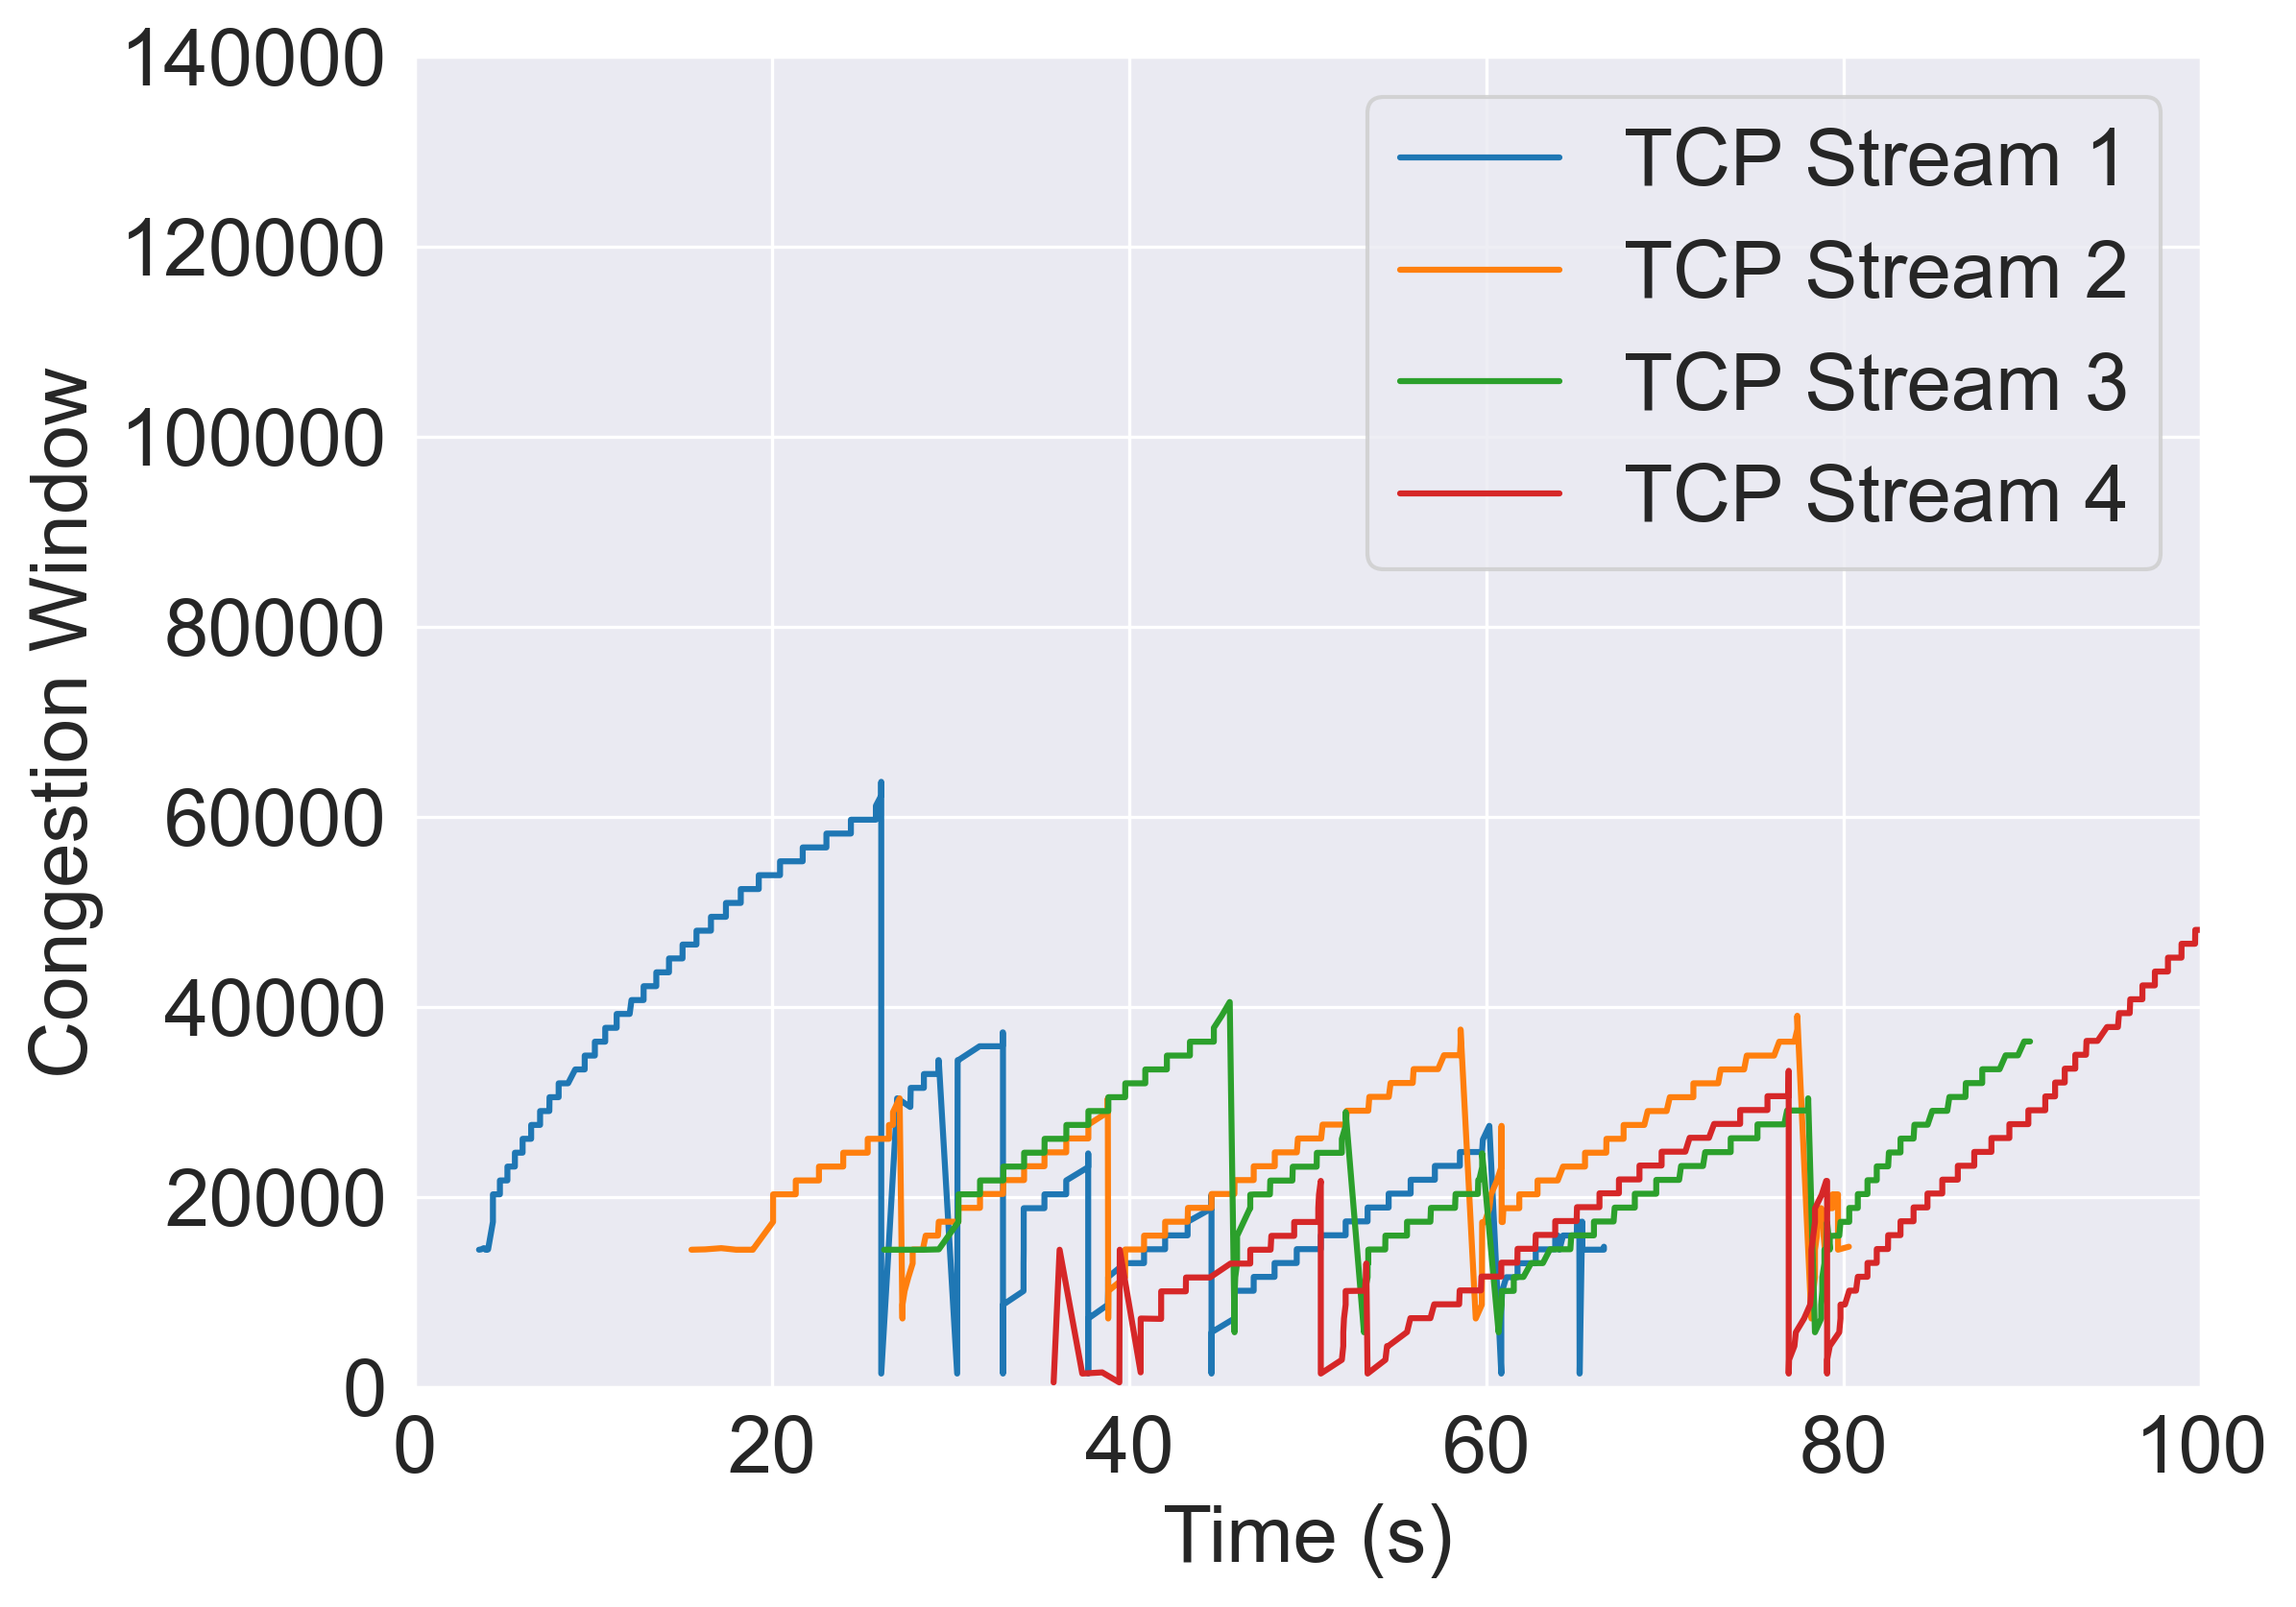 140000
120000
100000
80000
60000
40000
20000
0
Congestion Window
0 20 40 60 80 100
Time (s)
TCP Stream 1
TCP Stream 2
TCP Stream 3
TCP Stream 4